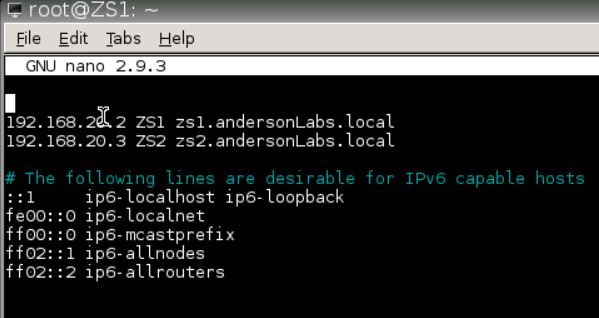 root@ZS1: ~
File Edit Tabs Help
GNU nano 2.9.3
192.168.20.2 ZS1 zs1.andersonLabs.local
192.168.20.3 ZS2 zs2.andersonLabs.local
# The following lines are desirable for IPv6 capable hosts
::1 ip6-localhost ip6-loopback
fe00::0 ip6-localnet
ff00::0 ip6-mcastprefix
ff02::1 ip6-allnodes
ff02::2 ip6-allrouters